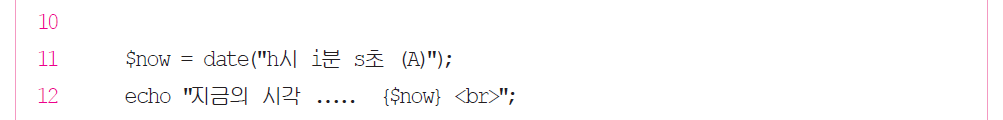 10
11 $now = date("h시 i분 s초 (A)");
12 echo "지금의 시각 ..... {$now} <br>";